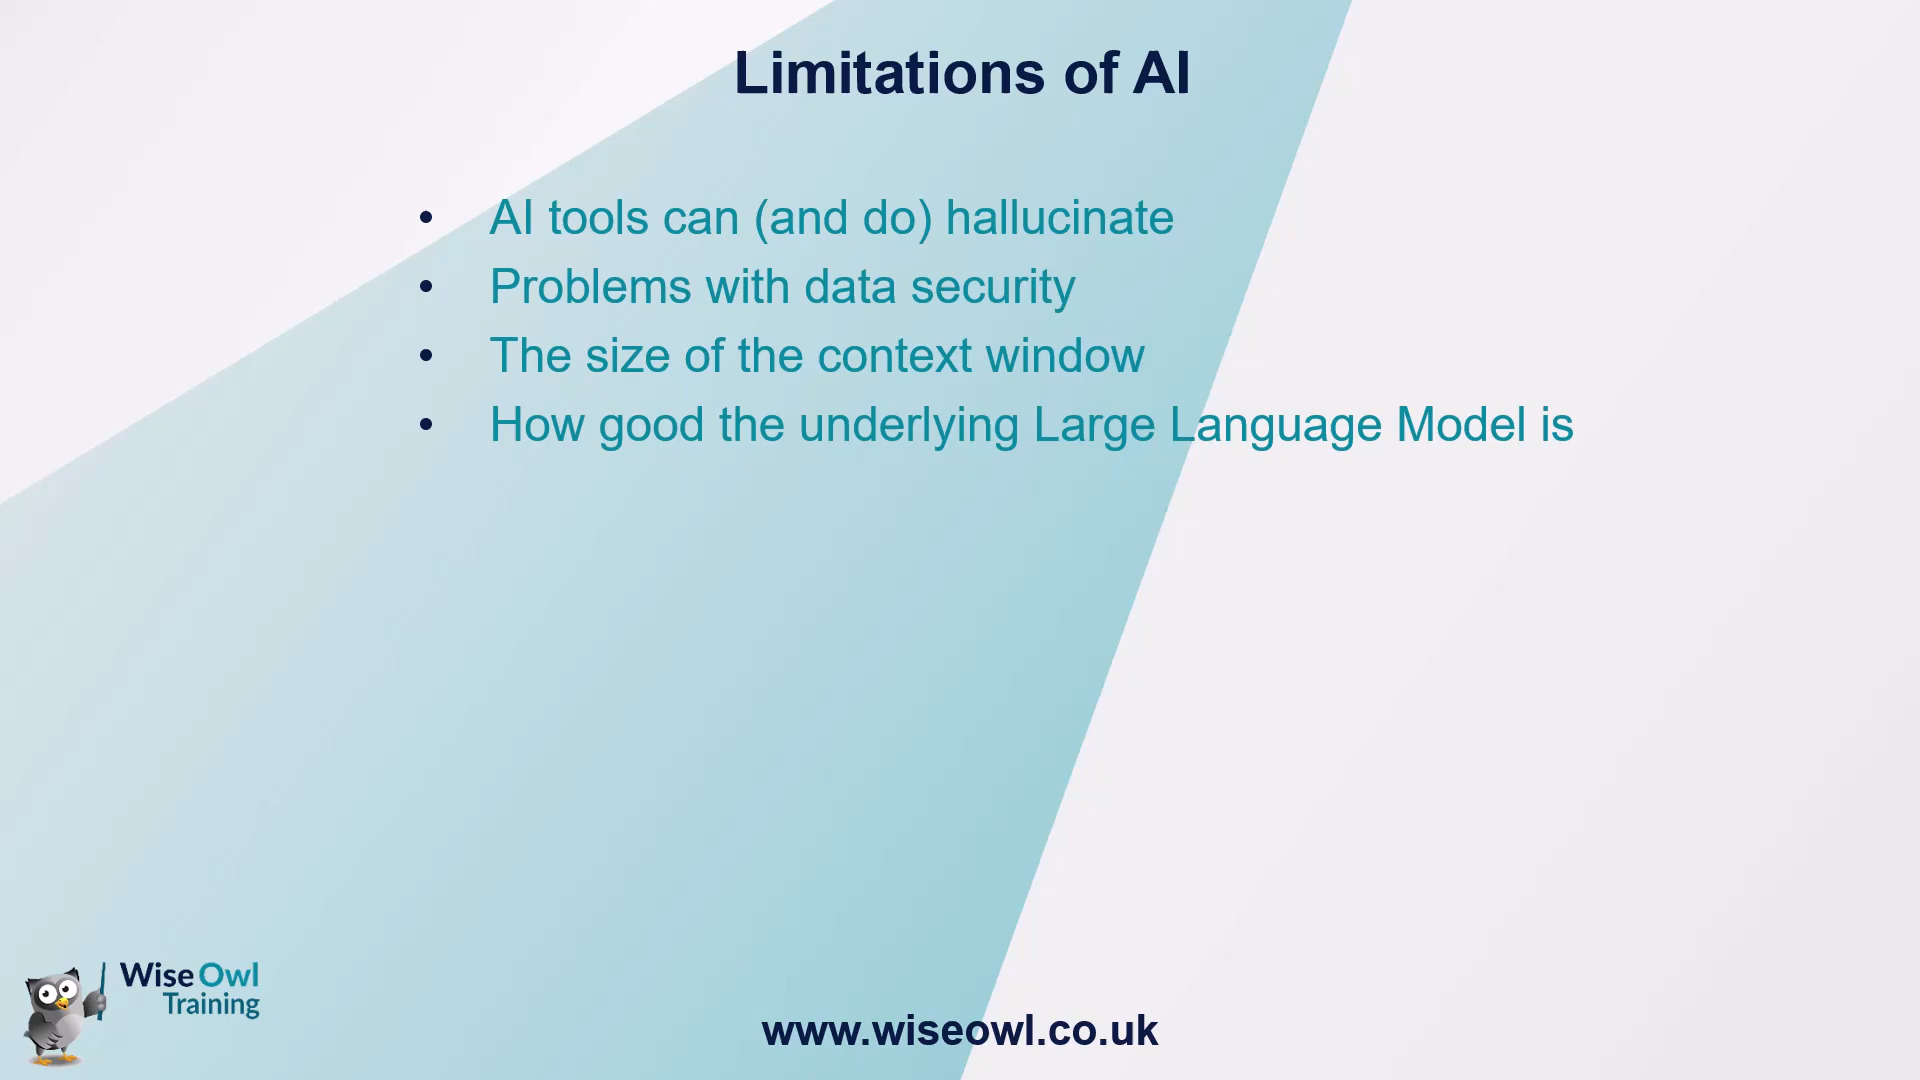 Limitations of AI
• AI tools can (and do) hallucinate
• Problems with data security
• The size of the context window
• How good the underlying Large Language Model is
Wise Owl
Training
www.wiseowl.co.uk